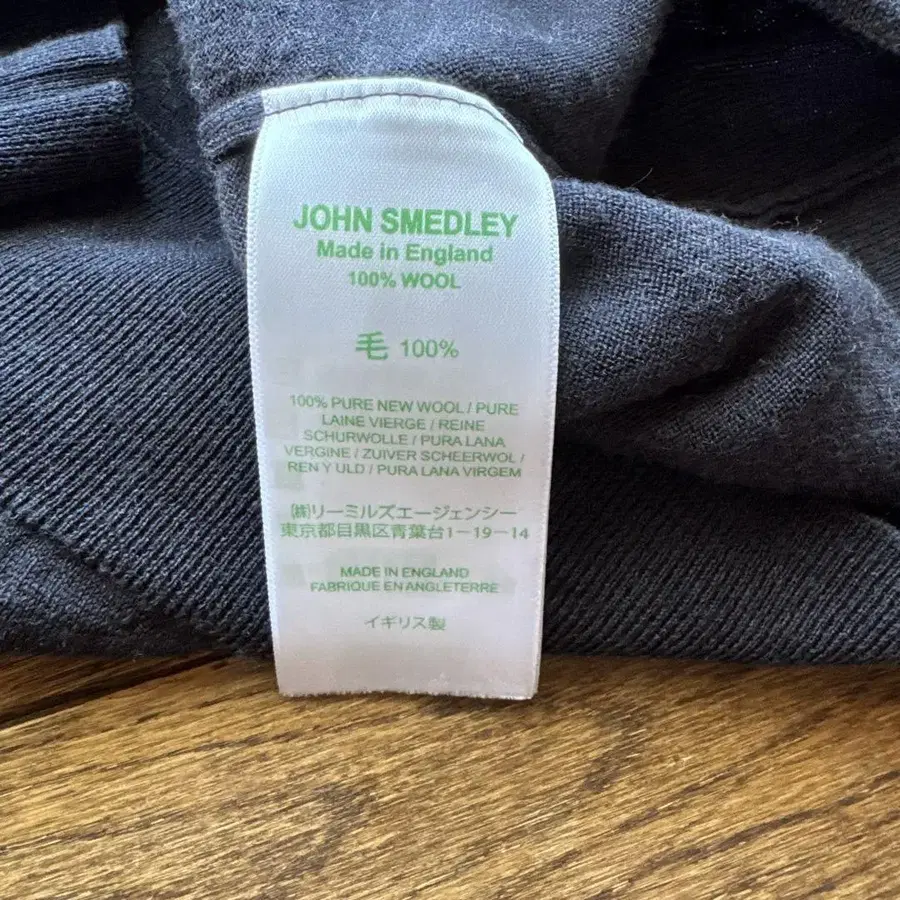 JOHN SMEDLEY
Made in England
100% WOOL
毛 100%
100% PURE NEW WOOL / PURE
LAINE VIERGE / REINE
SCHURWOLLE / PURA LANA
VERGINE / ZUIVER SCHEERWOL /
REN Y ULD / PURA LANA VIRGEM
㈱リーミルズエージェンシー
東京都目黒区青葉台1-19-14
MADE IN ENGLAND
FABRIQUE EN ANGLETERRE
イギリス製